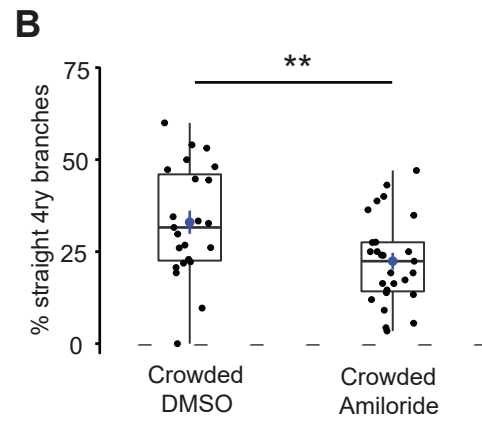 B
% straight 4ry branches
75
50
25
0
**
Crowded
DMSO
Crowded
Amiloride